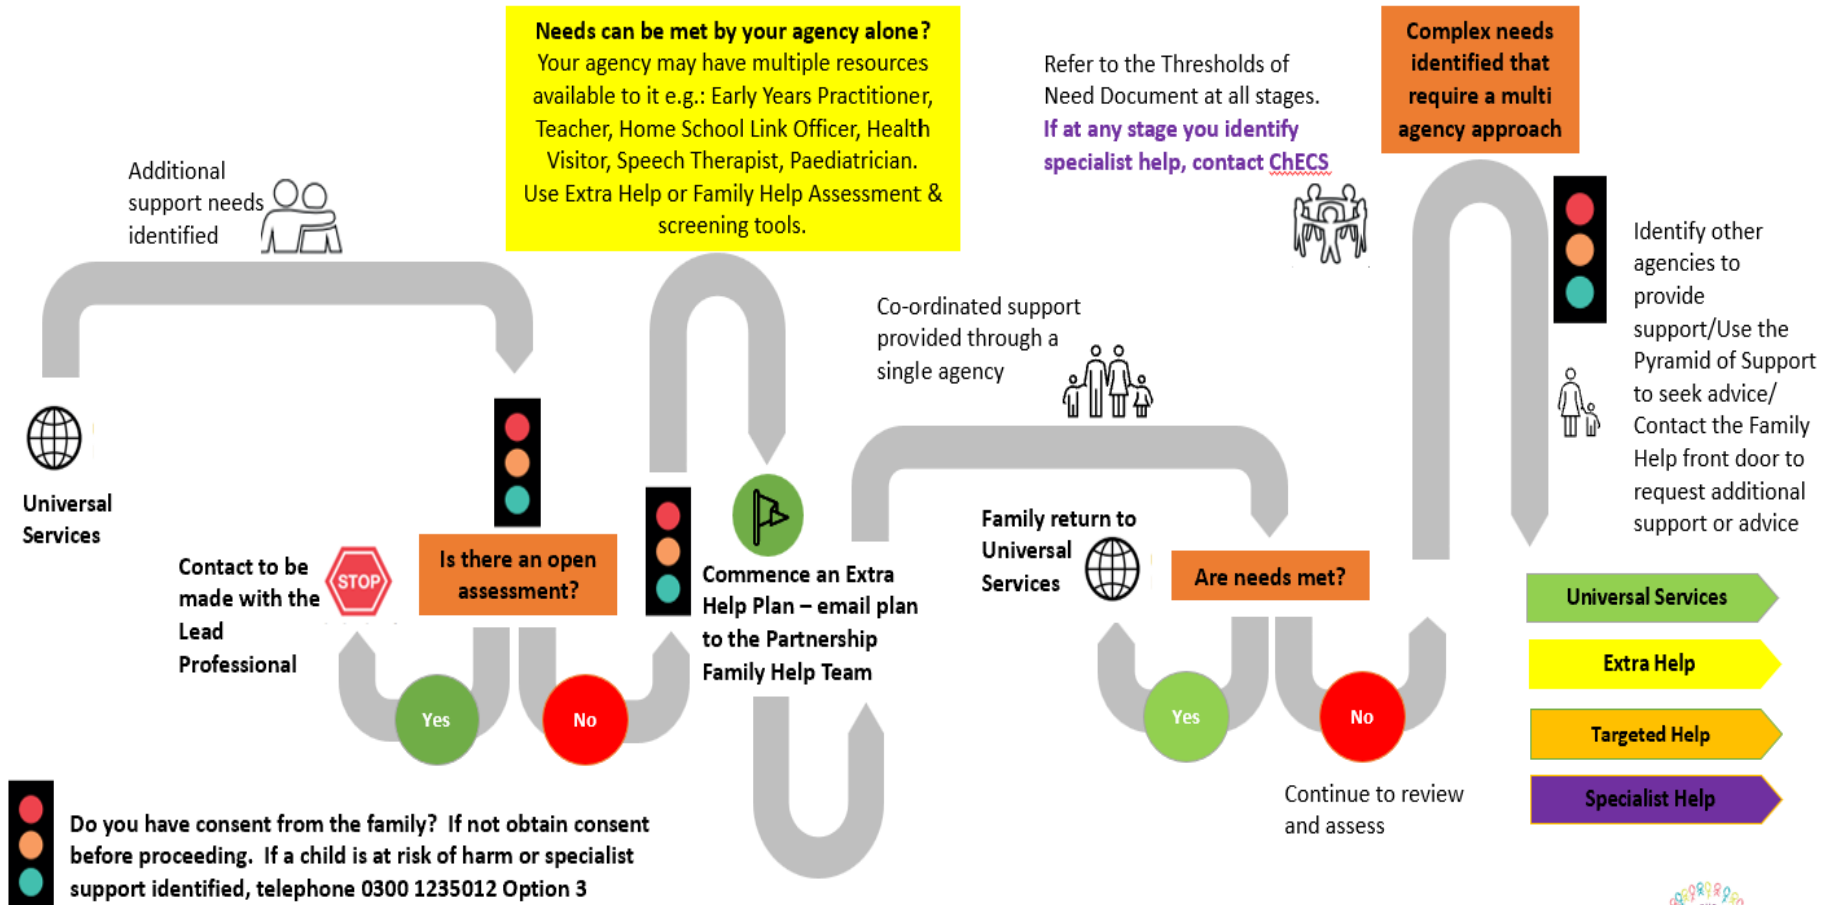 Needs can be met by your agency alone?
Your agency may have multiple resources
available to it e.g.: Early Years Practitioner,
Teacher, Home School Link Officer, Health
Visitor, Speech Therapist, Paediatrician.
Use Extra Help or Family Help Assessment &
screening tools.
Refer to the Thresholds of
Need Document at all stages.
If at any stage you identify
specialist help, contact ChECS
Complex needs
identified that
require a multi
agency approach
Additional
support needs
identified
Identify other
agencies to
provide
support/Use the
Pyramid of Support
to seek advice/
Contact the Family
Help front door to
request additional
support or advice
Co-ordinated support
provided through a
single agency
Universal
Services
Contact to be
made with the
Lead
Professional
STOP
Is there an open
assessment?
Yes
No
Commence an Extra
Help Plan – email plan
to the Partnership
Family Help Team
Family return to
Universal
Services
Are needs met?
Yes
No
Continue to review
and assess
Universal Services
Extra Help
Targeted Help
Specialist Help
Do you have consent from the family? If not obtain consent
before proceeding. If a child is at risk of harm or specialist
support identified, telephone 0300 1235012 Option 3